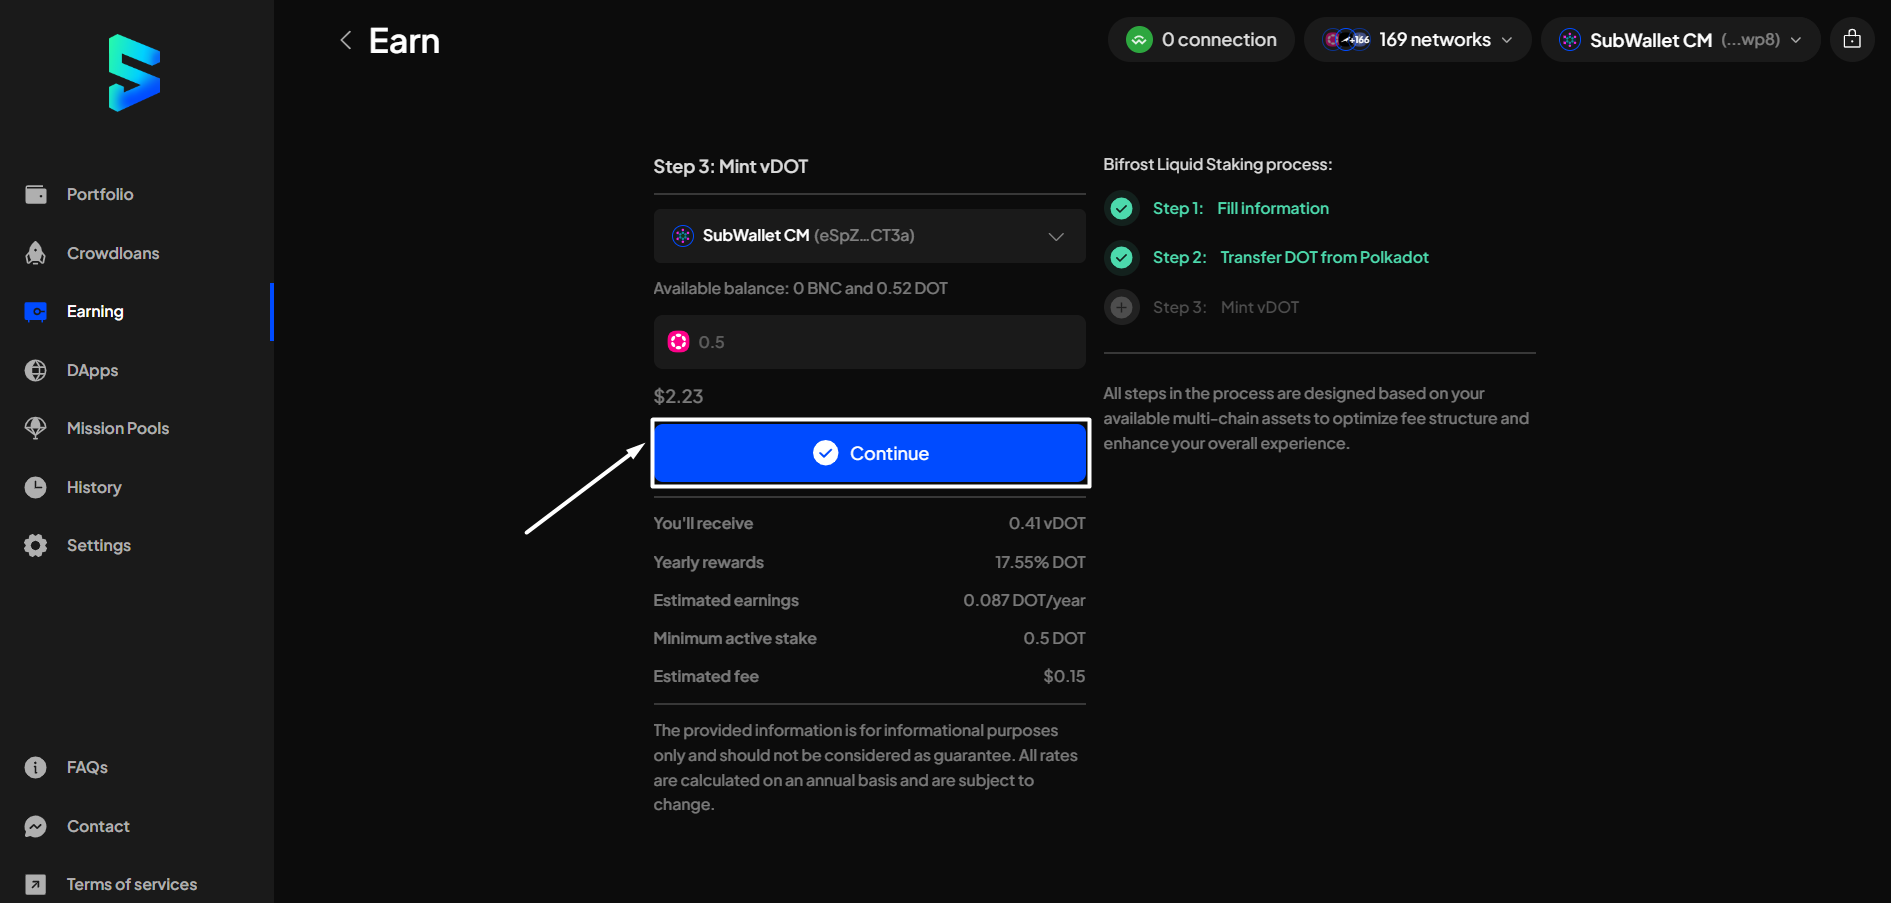 Earn
0 connection
+166 169 networks
SubWallet CM (...wp8)
Portfolio
Crowdloans
Earning
DApps
Mission Pools
History
Settings
FAQs
Contact
Terms of services
Step 3: Mint vDOT
SubWallet CM (eSpZ...CT3a)
Available balance: 0 BNC and 0.52 DOT
0.5
$2.23
Continue
You'll receive 0.41 vDOT
Yearly rewards 17.55% DOT
Estimated earnings 0.087 DOT/year
Minimum active stake 0.5 DOT
Estimated fee $0.15
The provided information is for informational purposes
only and should not be considered as guarantee. All rates
are calculated on an annual basis and are subject to
change.
Bifrost Liquid Staking process:
Step 1: Fill information
Step 2: Transfer DOT from Polkadot
Step 3: Mint vDOT
All steps in the process are designed based on your
available multi-chain assets to optimize fee structure and
enhance your overall experience.